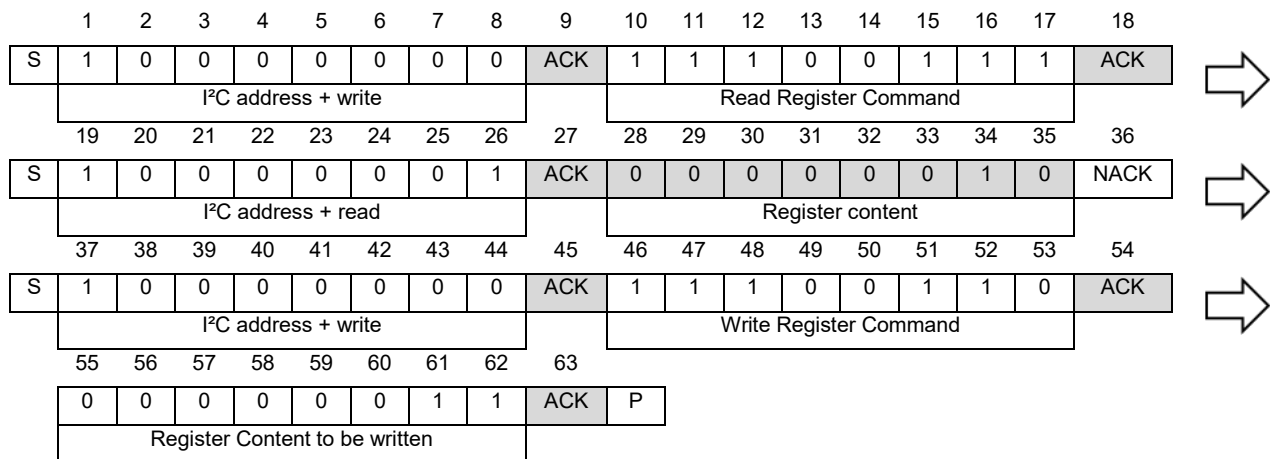 1 2 3 4 5 6 7 8 9 10 11 12 13 14 15 16 17 18
S 1 0 0 0 0 0 0 0 ACK 1 1 1 0 0 1 1 1 ACK
I²C address + write Read Register Command
19 20 21 22 23 24 25 26 27 28 29 30 31 32 33 34 35 36
S 1 0 0 0 0 0 0 1 ACK 0 0 0 0 0 0 1 0 NACK
I²C address + read Register content
37 38 39 40 41 42 43 44 45 46 47 48 49 50 51 52 53 54
S 1 0 0 0 0 0 0 0 ACK 1 1 1 0 0 1 1 0 ACK
I²C address + write Write Register Command
55 56 57 58 59 60 61 62 63
0 0 0 0 0 0 1 1 ACK P
Register Content to be written